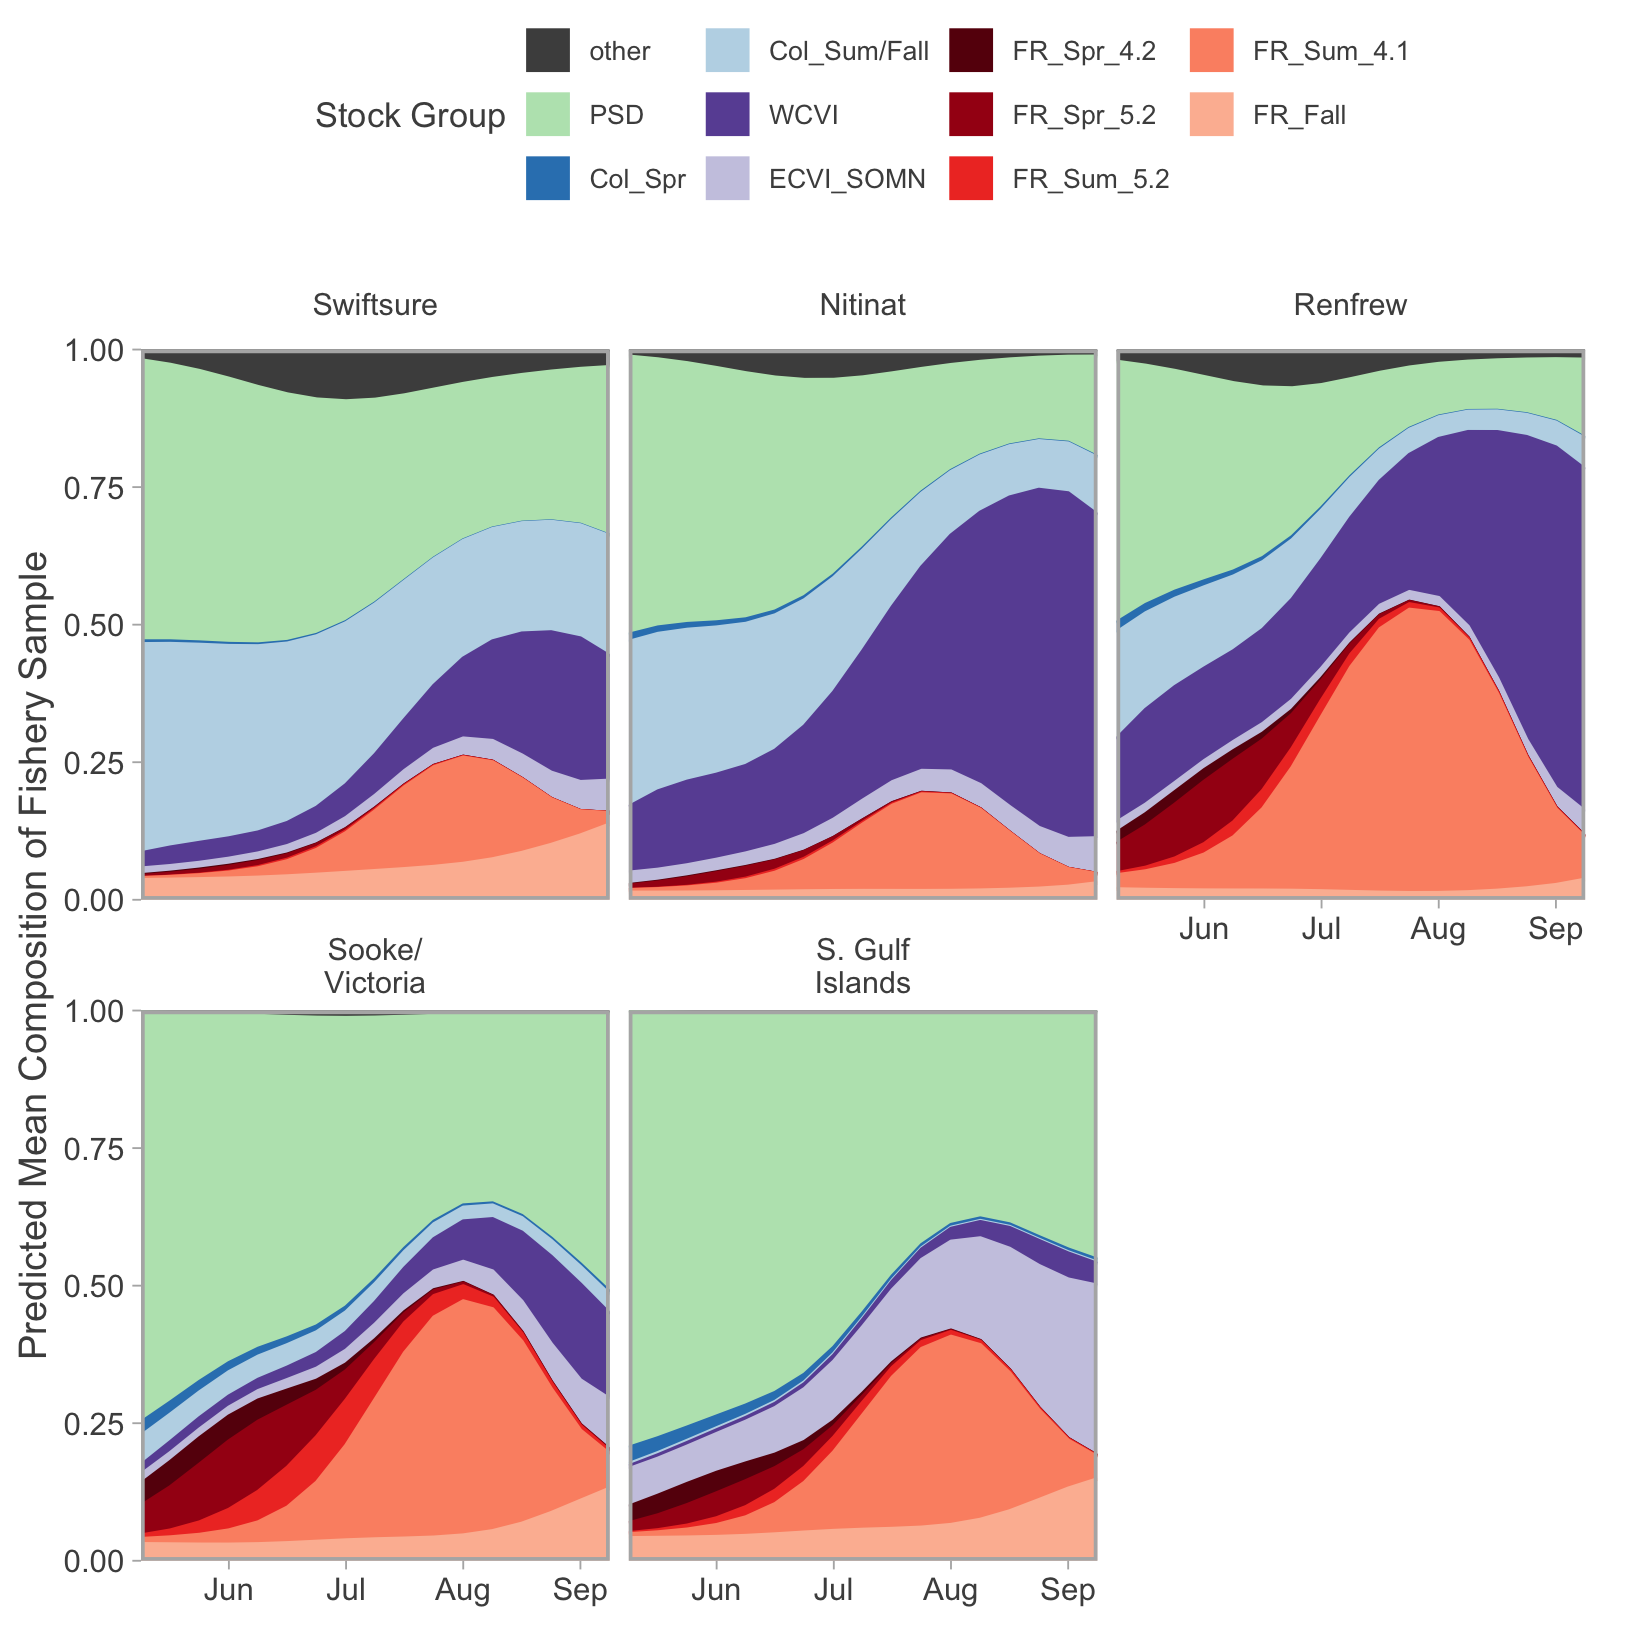 Stock Group
other
PSD
Col_Spr
Col_Sum/Fall
WCVI
ECVI_SOMN
FR_Spr_4.2
FR_Spr_5.2
FR_Sum_5.2
FR_Sum_4.1
FR_Fall
Predicted Mean Composition of Fishery Sample
Swiftsure
Nitinat
Renfrew
1.00
0.75
0.50
0.25
0.00
Jun Jul Aug Sep
Sooke/
Victoria
S. Gulf
Islands
1.00
0.75
0.50
0.25
0.00
Jun Jul Aug Sep
Jun Jul Aug Sep